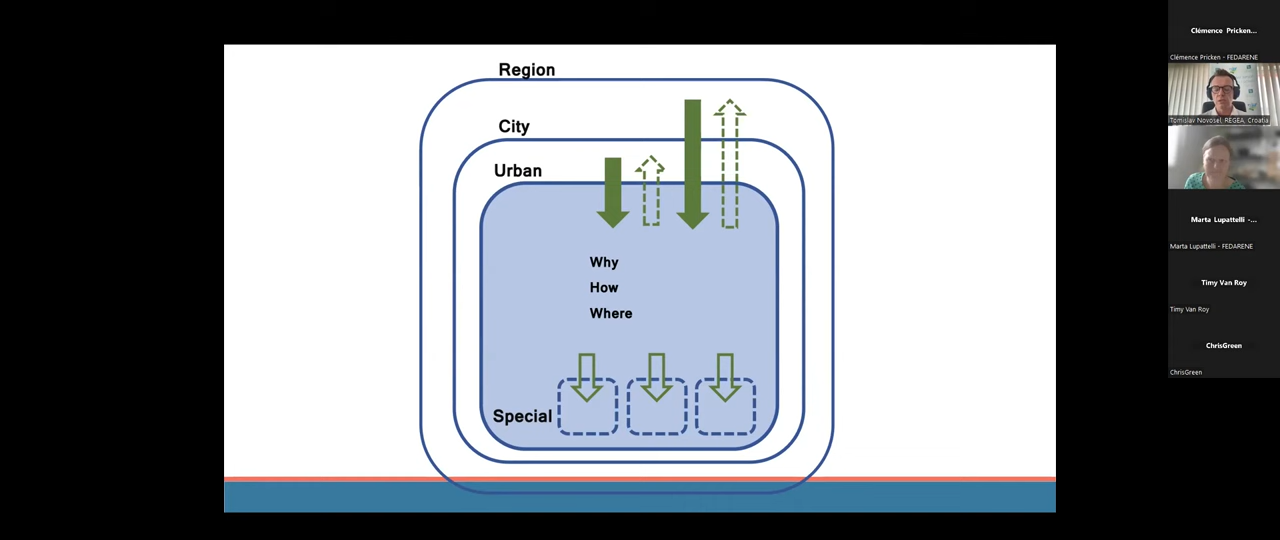 Region
City
Urban
Why
How
Where
Special
Clémence Pricken...
Clémence Pricken - FEDARENE
Tomislav Novosel, REGEA, Croatia
Marta Lupattelli -...
Marta Lupattelli - FEDARENE
Timy Van Roy
Timy Van Roy
ChrisGreen
ChrisGreen